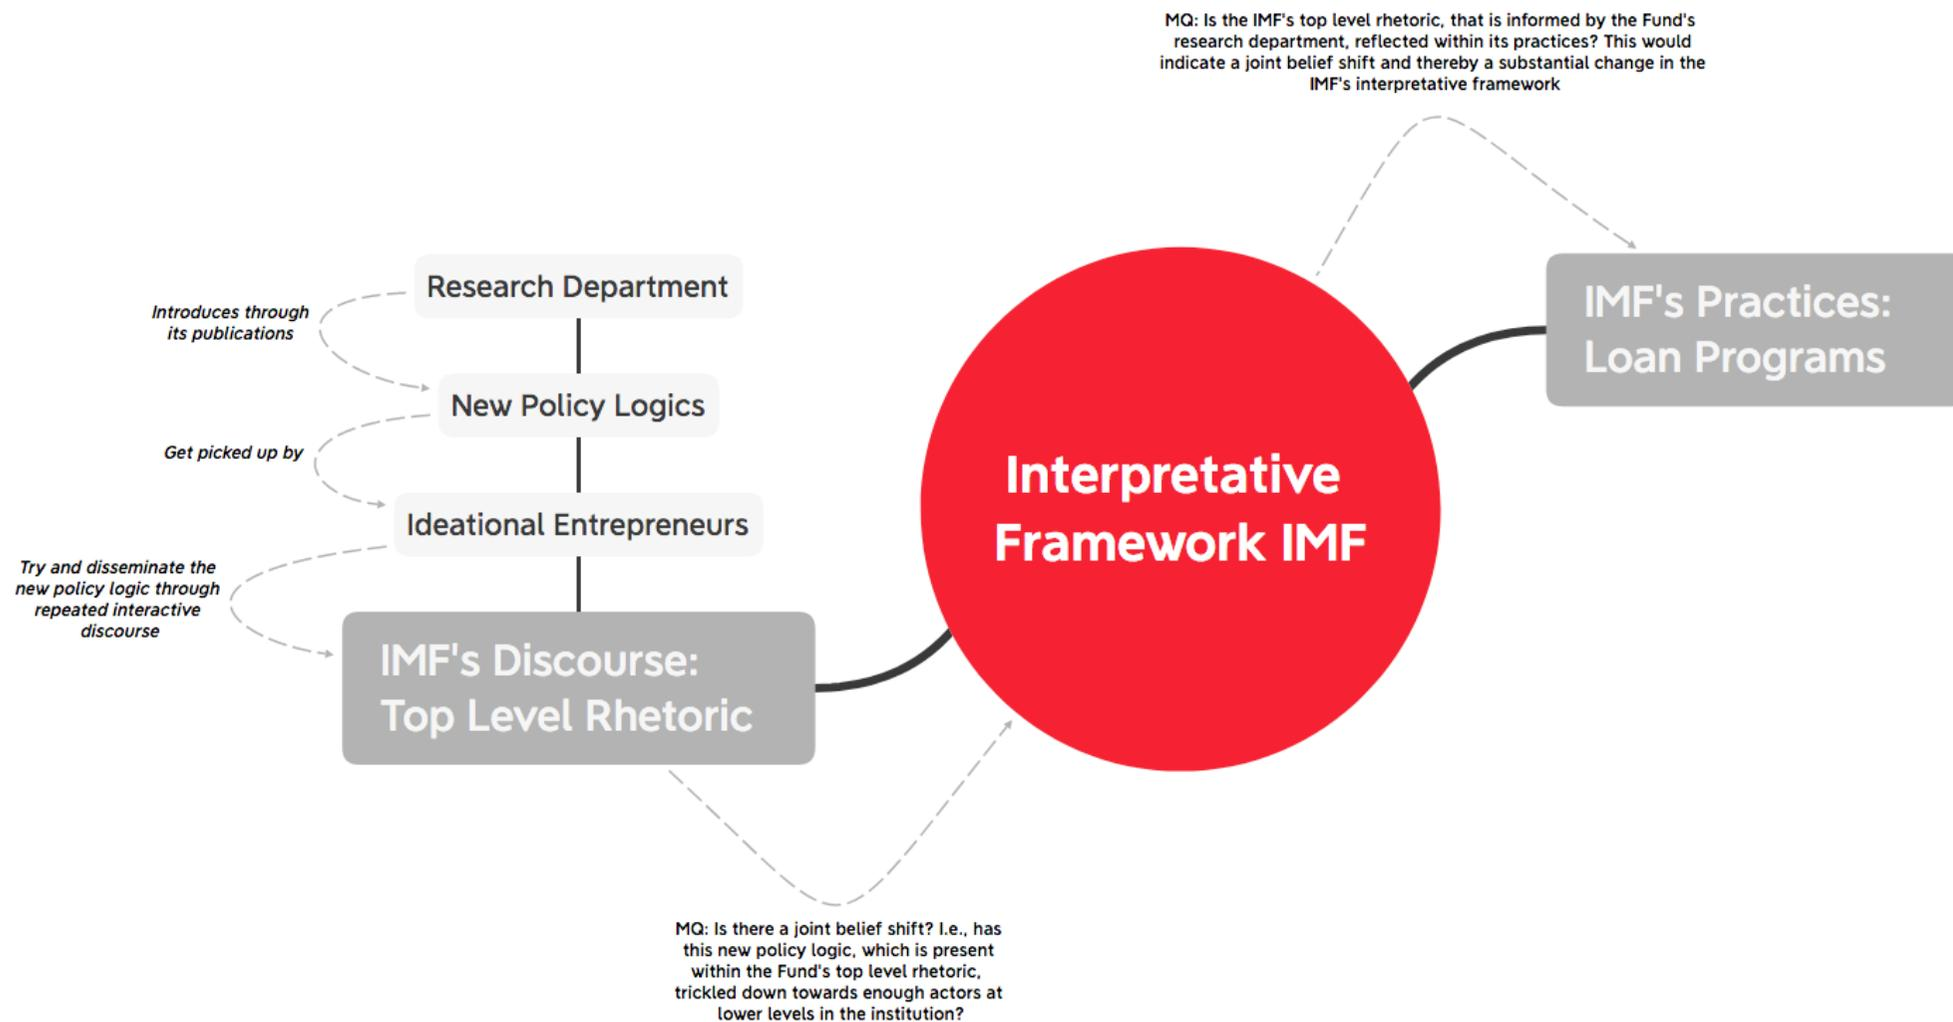 MQ: Is the IMF's top level rhetoric, that is informed by the Fund's
research department, reflected within its practices? This would
indicate a joint belief shift and thereby a substantial change in the
IMF's interpretative framework
Research Department
Introduces through
its publications
New Policy Logics
Get picked up by
Ideational Entrepreneurs
Try and disseminate the
new policy logic through
repeated interactive
discourse
IMF's Discourse:
Top Level Rhetoric
Interpretative
Framework IMF
IMF's Practices:
Loan Programs
MQ: Is there a joint belief shift? I.e., has
this new policy logic, which is present
within the Fund's top level rhetoric,
trickled down towards enough actors at
lower levels in the institution?